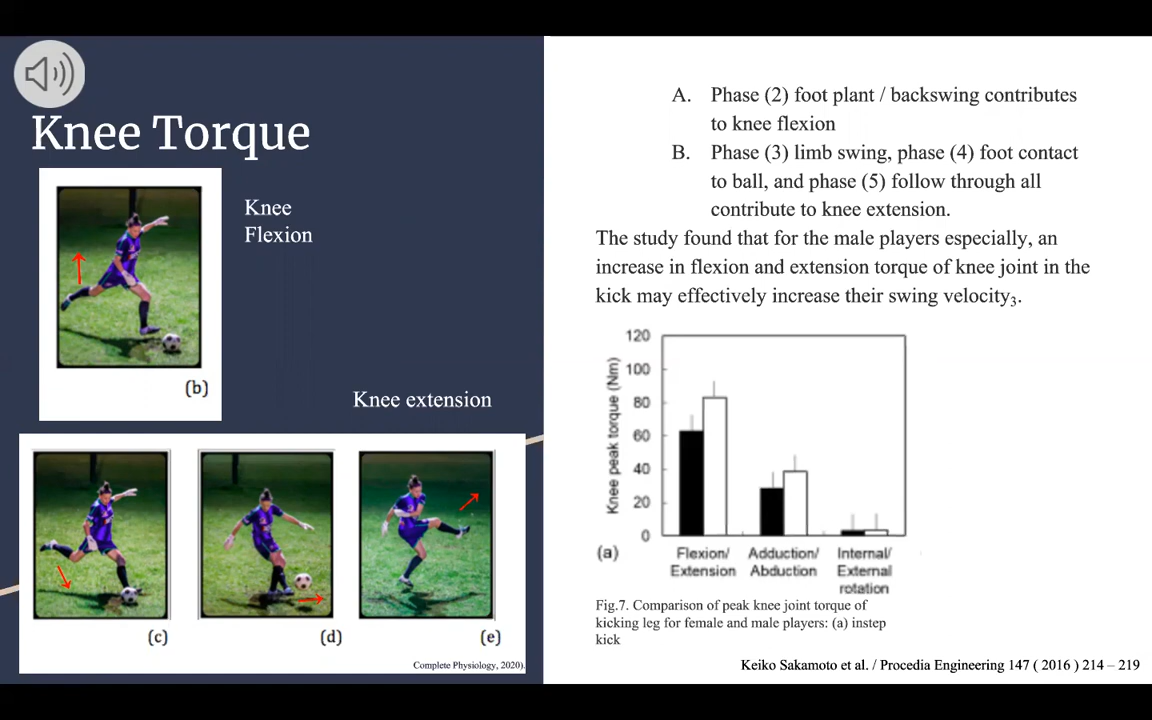 Knee Torque
Knee
Flexion
(b)
Knee extension
(c)
(d)
(e)
Complete Physiology, 2020).
A. Phase (2) foot plant / backswing contributes
to knee flexion
B. Phase (3) limb swing, phase (4) foot contact
to ball, and phase (5) follow through all
contribute to knee extension.
The study found that for the male players especially, an
increase in flexion and extension torque of knee joint in the
kick may effectively increase their swing velocity₃.
Knee peak torque (Nm)
120
100
80
60
40
20
0
(a)
Flexion/
Extension
Adduction/
Abduction
Internal/
External
rotation
Fig.7. Comparison of peak knee joint torque of
kicking leg for female and male players: (a) instep
kick
Keiko Sakamoto et al. / Procedia Engineering 147 ( 2016 ) 214 – 219